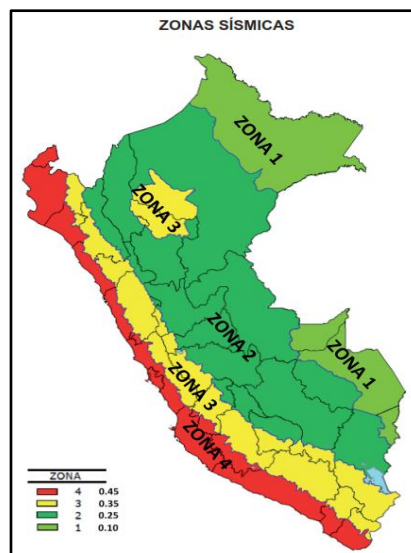 ZONAS SÍSMICAS
ZONA 1
ZONA 3
ZONA 2
ZONA 1
ZONA 3
ZONA 4
ZONA
4 0.45
3 0.35
2 0.25
1 0.10